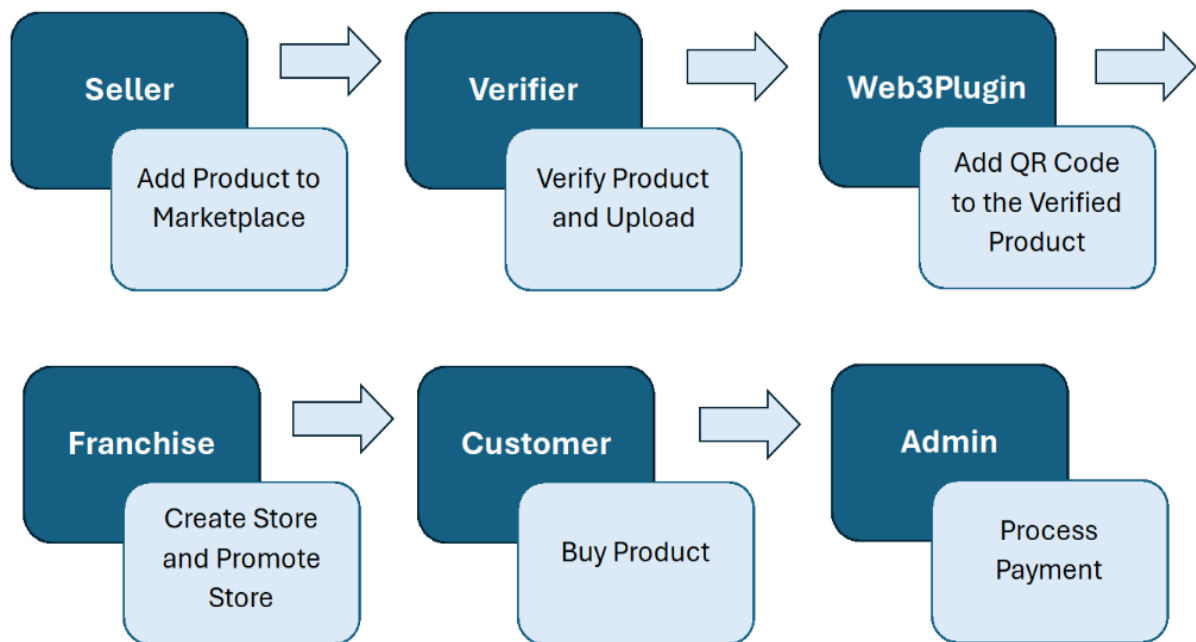 Seller
Add Product to
Marketplace
Verifier
Verify Product
and Upload
Web3Plugin
Add QR Code
to the Verified
Product
Franchise
Create Store
and Promote
Store
Customer
Buy Product
Admin
Process
Payment